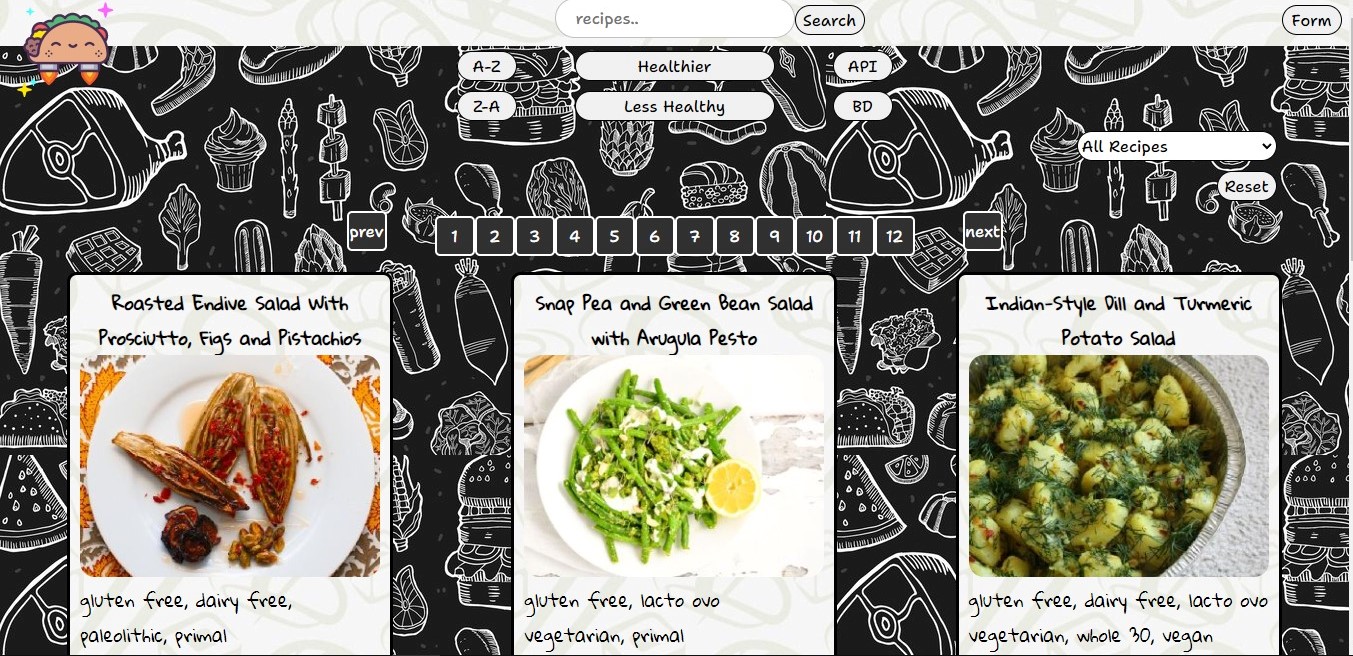 recipes..
Search
Form
A-Z
Healthier
API
Z-A
Less Healthy
BD
All Recipes
Reset
prev
1 2 3 4 5 6 7 8 9 10 11 12
next
Roasted Endive Salad With
Prosciutto, Figs and Pistachios
gluten free, dairy free,
paleolithic, primal
Snap Pea and Green Bean Salad
with Arugula Pesto
gluten free, lacto ovo
vegetarian, primal
Indian-Style Dill and Turmeric
Potato Salad
gluten free, dairy free, lacto ovo
vegetarian, whole 30, vegan